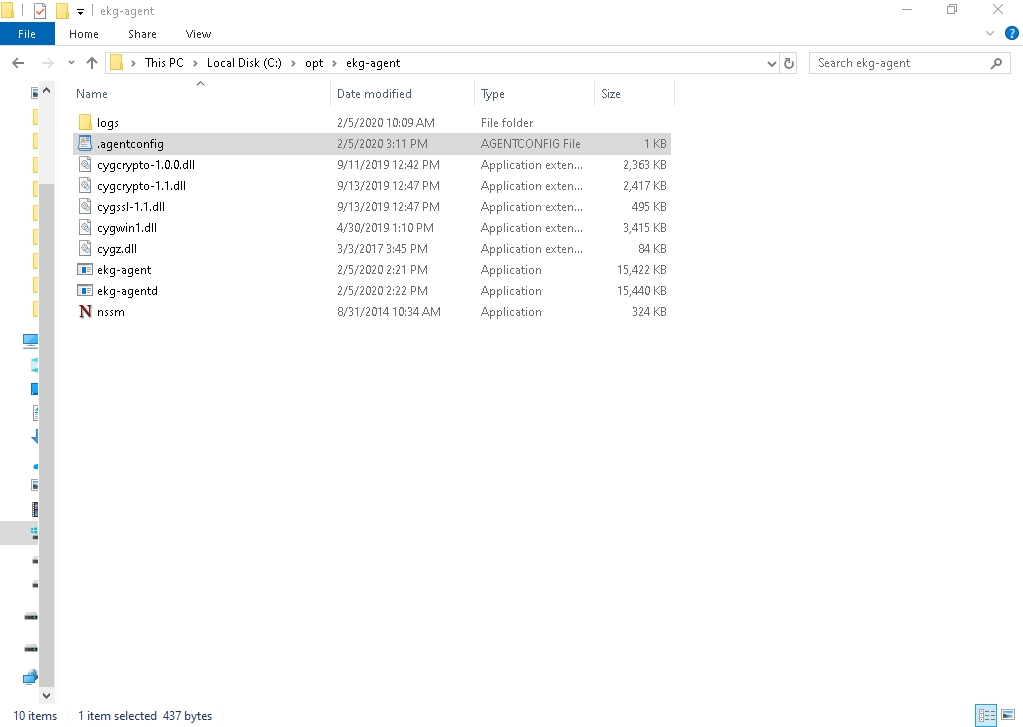 ekg-agent
File Home Share View
This PC Local Disk (C:) opt ekg-agent Search ekg-agent
Name Date modified Type Size
logs 2/5/2020 10:09 AM File folder
.agentconfig 2/5/2020 3:11 PM AGENTCONFIG File 1 KB
cygcrypto-1.0.0.dll 9/11/2019 12:42 PM Application exten... 2,363 KB
cygcrypto-1.1.dll 9/13/2019 12:47 PM Application exten... 2,417 KB
cygssl-1.1.dll 9/13/2019 12:47 PM Application exten... 495 KB
cygwin1.dll 4/30/2019 1:10 PM Application exten... 3,415 KB
cygz.dll 3/3/2017 3:45 PM Application exten... 84 KB
ekg-agent 2/5/2020 2:21 PM Application 15,422 KB
ekg-agentd 2/5/2020 2:22 PM Application 15,440 KB
N nssm 8/31/2014 10:34 AM Application 324 KB
10 items 1 item selected 437 bytes